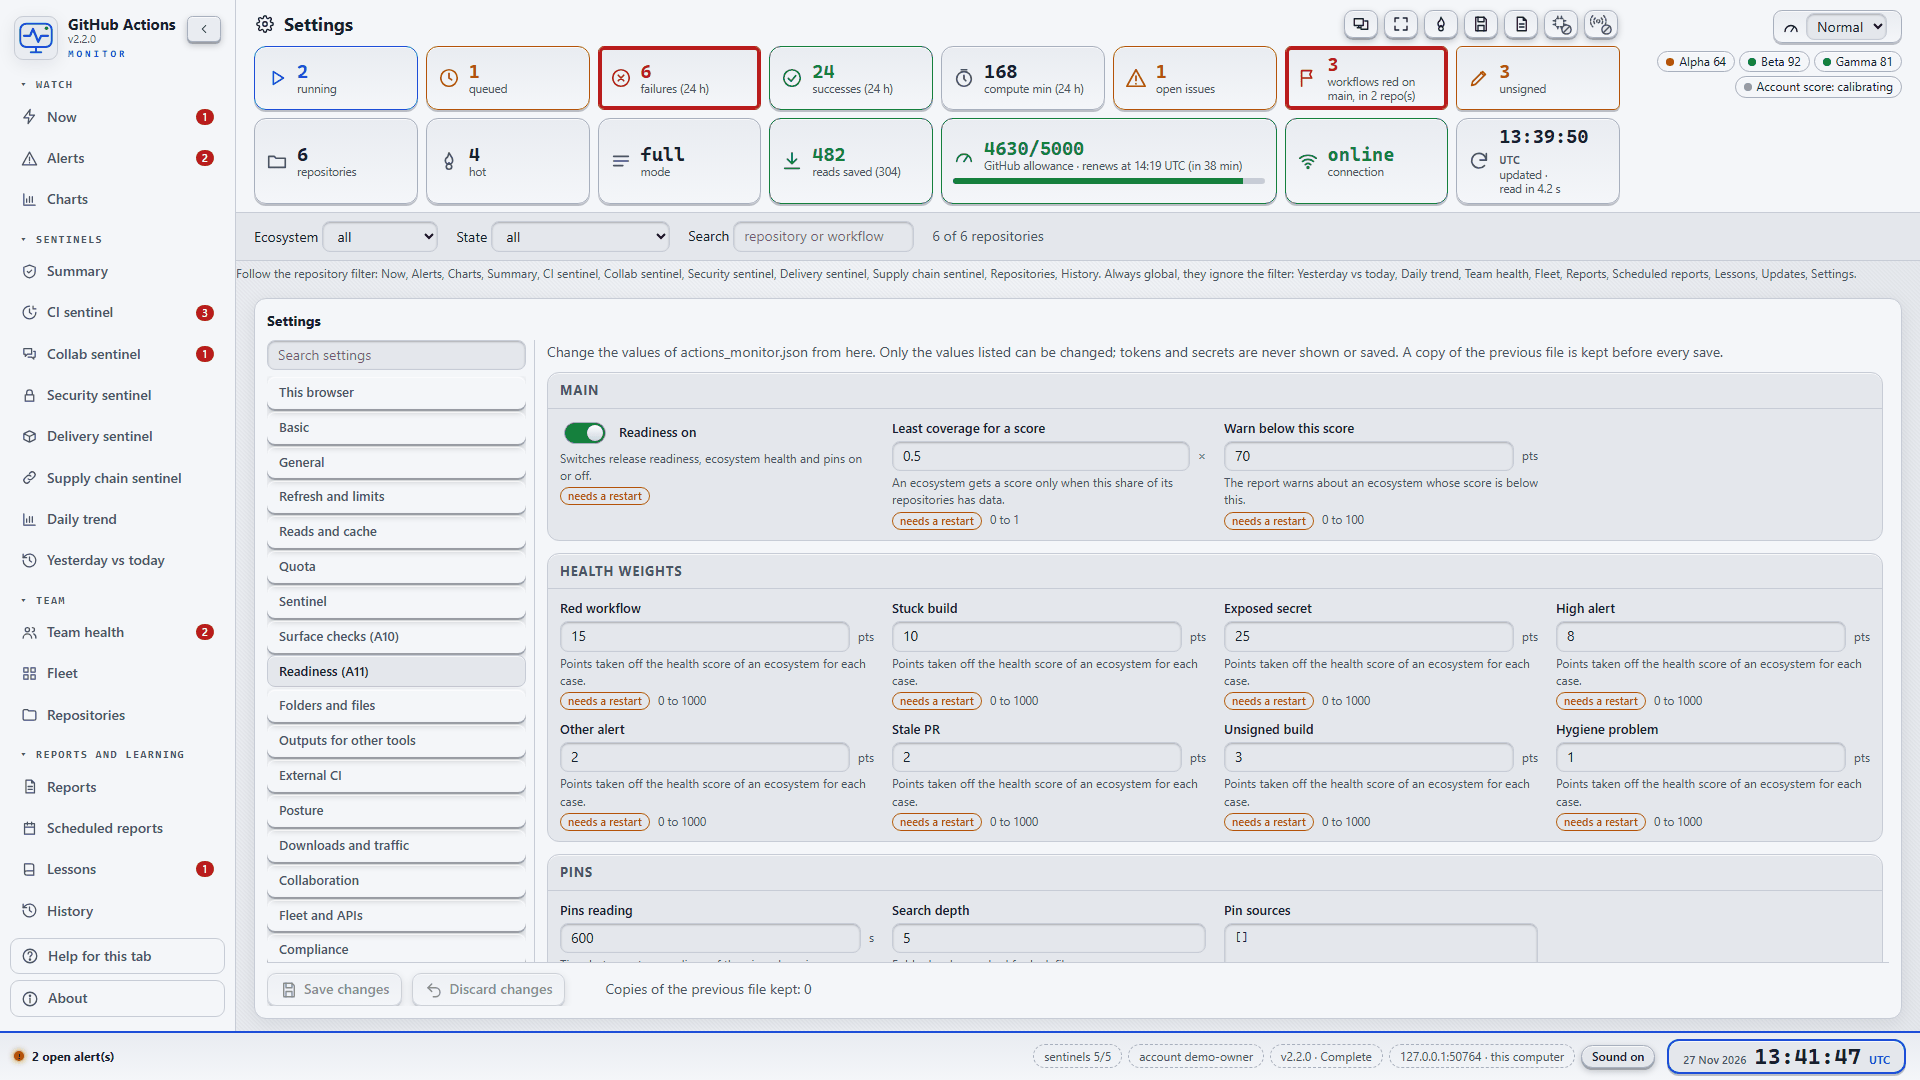 GitHub Actions
v2.2.0
MONITOR
WATCH
Now 1
Alerts 2
Charts
SENTINELS
Summary
CI sentinel 3
Collab sentinel 1
Security sentinel
Delivery sentinel
Supply chain sentinel
Daily trend
Yesterday vs today
TEAM
Team health 2
Fleet
Repositories
REPORTS AND LEARNING
Reports
Scheduled reports
Lessons 1
History
Help for this tab
About
Settings
Normal
Alpha 64
Beta 92
Gamma 81
Account score: calibrating
2
running
1
queued
6
failures (24 h)
24
successes (24 h)
168
compute min (24 h)
1
open issues
3
workflows red on
main, in 2 repo(s)
3
unsigned
6
repositories
4
hot
full
mode
482
reads saved (304)
4630/5000
GitHub allowance · renews at 14:19 UTC (in 38 min)
online
connection
13:39:50
UTC
updated ·
read in 4.2 s
Ecosystem all State all Search repository or workflow 6 of 6 repositories
Follow the repository filter: Now, Alerts, Charts, Summary, CI sentinel, Collab sentinel, Security sentinel, Delivery sentinel, Supply chain sentinel, Repositories, History. Always global, they ignore the filter: Yesterday vs today, Daily trend, Team health, Fleet, Reports, Scheduled reports, Lessons, Updates, Settings.
Settings
Search settings
This browser
Basic
General
Refresh and limits
Reads and cache
Quota
Sentinel
Surface checks (A10)
Readiness (A11)
Folders and files
Outputs for other tools
External CI
Posture
Downloads and traffic
Collaboration
Fleet and APIs
Compliance
Change the values of actions_monitor.json from here. Only the values listed can be changed; tokens and secrets are never shown or saved. A copy of the previous file is kept before every save.
MAIN
Readiness on
Switches release readiness, ecosystem health and pins on
or off.
needs a restart
Least coverage for a score
0.5 ×
An ecosystem gets a score only when this share of its
repositories has data.
needs a restart 0 to 1
Warn below this score
70 pts
The report warns about an ecosystem whose score is below
this.
needs a restart 0 to 100
HEALTH WEIGHTS
Red workflow
15 pts
Points taken off the health score of an ecosystem for each
case.
needs a restart 0 to 1000
Stuck build
10 pts
Points taken off the health score of an ecosystem for each
case.
needs a restart 0 to 1000
Exposed secret
25 pts
Points taken off the health score of an ecosystem for each
case.
needs a restart 0 to 1000
High alert
8 pts
Points taken off the health score of an ecosystem for each
case.
needs a restart 0 to 1000
Other alert
2 pts
Points taken off the health score of an ecosystem for each
case.
needs a restart 0 to 1000
Stale PR
2 pts
Points taken off the health score of an ecosystem for each
case.
needs a restart 0 to 1000
Unsigned build
3 pts
Points taken off the health score of an ecosystem for each
case.
needs a restart 0 to 1000
Hygiene problem
1 pts
Points taken off the health score of an ecosystem for each
case.
needs a restart 0 to 1000
PINS
Pins reading
600 s
Search depth
5
Pin sources
[]
Save changes
Discard changes
Copies of the previous file kept: 0
2 open alert(s)
sentinels 5/5
account demo-owner
v2.2.0 · Complete
127.0.0.1:50764 · this computer
Sound on
27 Nov 2026 13:41:47 UTC